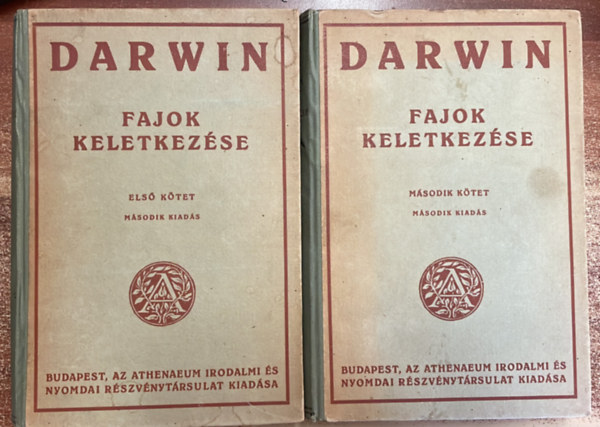 DARWIN
FAJOK
KELETKEZÉSE
ELSŐ KÖTET
MÁSODIK KIADÁS
BUDAPEST, AZ ATHENAEUM IRODALMI ÉS
NYOMDAI RÉSZVÉNYTÁRSULAT KIADÁSA
DARWIN
FAJOK
KELETKEZÉSE
MÁSODIK KÖTET
MÁSODIK KIADÁS
BUDAPEST, AZ ATHENAEUM IRODALMI ÉS
NYOMDAI RÉSZVÉNYTÁRSULAT KIADÁSA